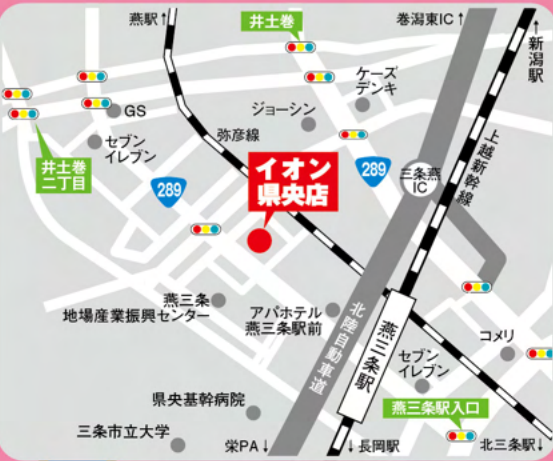 燕駅↑
井土巻
巻潟東IC↑
↑新潟駅
ケーズ
デンキ
GS
ジョーシン
弥彦線
セブン
イレブン
上越新幹線
井土巻
二丁目
289
イオン
県央店
289
三条燕
IC
燕三条
地場産業振興センター
アパホテル
燕三条駅前
北陸自動車道
燕三条駅
コメリ
セブン
イレブン
県央基幹病院
燕三条駅入口
三条市立大学
栄PA↓
↓長岡駅
北三条駅↓